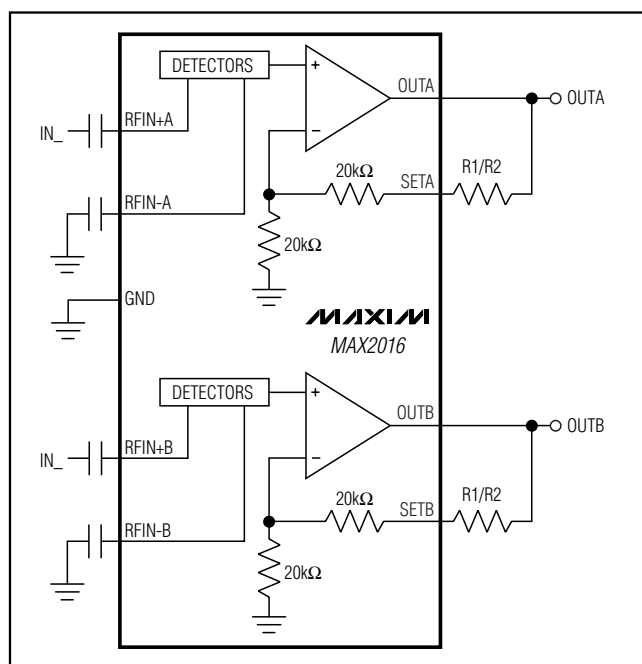 DETECTORS
OUTA
OUTA
RFIN+A
IN_
20kΩ
SETA
R1/R2
RFIN-A
20kΩ
GND
MAXIM
MAX2016
DETECTORS
OUTB
OUTB
RFIN+B
IN_
20kΩ
SETB
R1/R2
RFIN-B
20kΩ